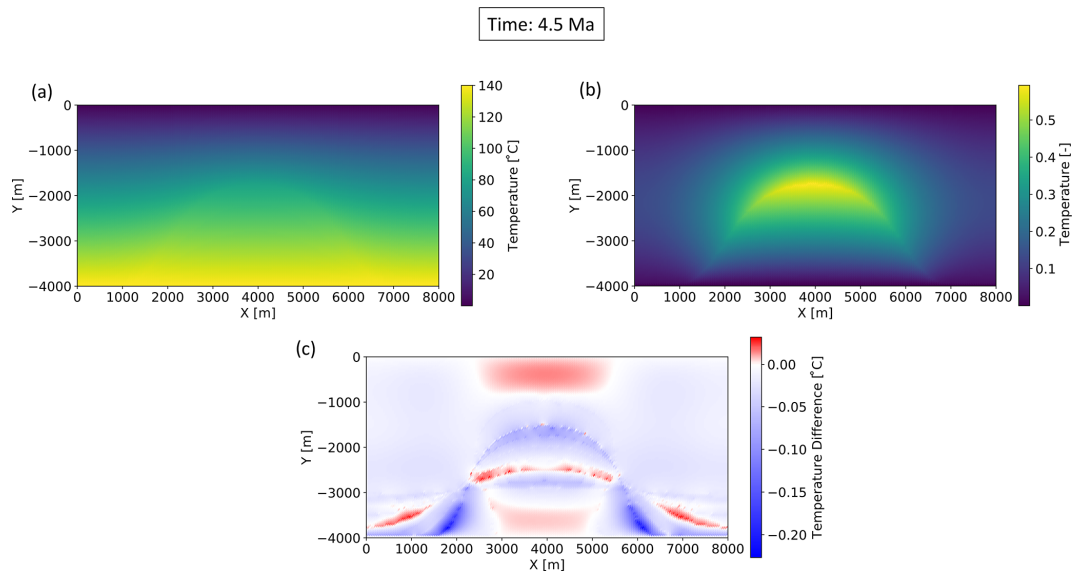 Time: 4.5 Ma
(a)
0
−1000
−2000
−3000
−4000
Y [m]
0 1000 2000 3000 4000 5000 6000 7000 8000
X [m]
140
120
100
80
60
40
20
Temperature [°C]
(b)
0
−1000
−2000
−3000
−4000
Y [m]
0 1000 2000 3000 4000 5000 6000 7000 8000
X [m]
0.5
0.4
0.3
0.2
0.1
Temperature [-]
(c)
0
−1000
−2000
−3000
−4000
Y [m]
0 1000 2000 3000 4000 5000 6000 7000 8000
X [m]
0.00
−0.05
−0.10
−0.15
−0.20
Temperature Difference [°C]